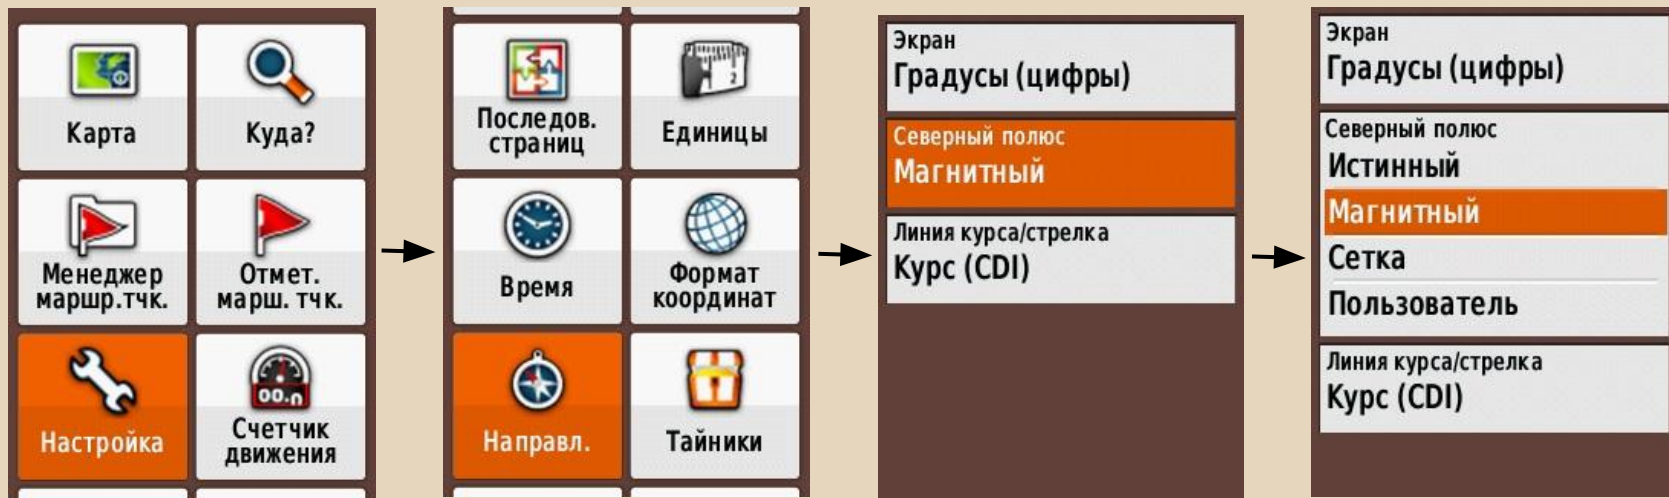 Карта
Куда?
Менеджер
маршр.тчк.
Отмет.
марш. тчк.
Настройка
Счетчик
движения
Последов.
страниц
Единицы
Время
Формат
координат
Направл.
Тайники
Экран
Градусы (цифры)
Северный полюс
Магнитный
Линия курса/стрелка
Курс (CDI)
Экран
Градусы (цифры)
Северный полюс
Истинный
Магнитный
Сетка
Пользователь
Линия курса/стрелка
Курс (CDI)